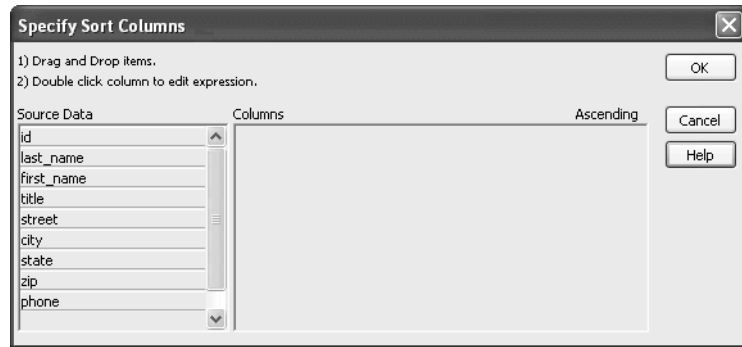 Specify Sort Columns
1) Drag and Drop items.
2) Double click column to edit expression.
OK
Source Data Columns Ascending
Cancel
Help
id
last_name
first_name
title
street
city
state
zip
phone